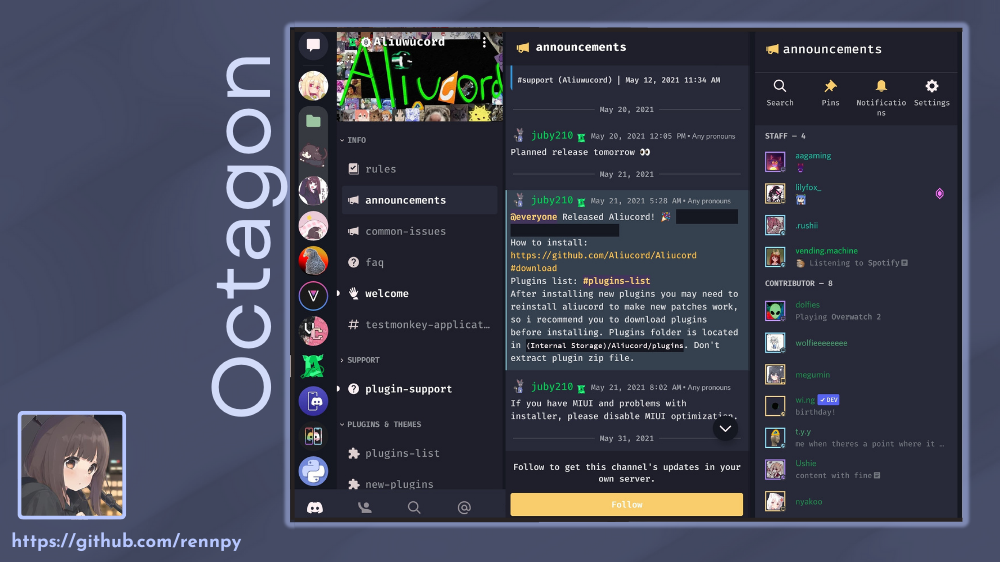 Octagon
https://github.com/rennpy
Aliuwucord
Aliucord
INFO
rules
announcements
common-issues
faq
welcome
testmonkey-applicat…
SUPPORT
plugin-support
PLUGINS & THEMES
plugins-list
new-plugins
announcements
#support (Aliuwucord) | May 12, 2021 11:34 AM
May 20, 2021
juby210 May 20, 2021 12:05 PM • Any pronouns
Planned release tomorrow 👀
May 21, 2021
juby210 May 21, 2021 5:28 AM • Any pronouns
@everyone Released Aliucord! 🎉
How to install:
https://github.com/Aliucord/Aliucord
#download
Plugins list: #plugins-list
After installing new plugins you may need to
reinstall aliucord to make new patches work,
so i recommend you to download plugins
before installing. Plugins folder is located
in (Internal Storage)/Aliucord/plugins. Don't
extract plugin zip file.
juby210 May 21, 2021 8:02 AM • Any pronouns
If you have MIUI and problems with
installer, please disable MIUI optimization.
May 31, 2021
Follow to get this channel's updates in your
own server.
Follow
announcements
Search
Pins
Notificatio
ns
Settings
STAFF — 4
aagaming
lilyfox_
.rushii
vending.machine
Listening to Spotify
CONTRIBUTOR — 8
Playing Overwatch 2
wolfieeeeeeee
megumin
wi.ng ✓ DEV
birthday!
t.y.y
me when theres a point where it …
Ushie
content with fine
nyakoo